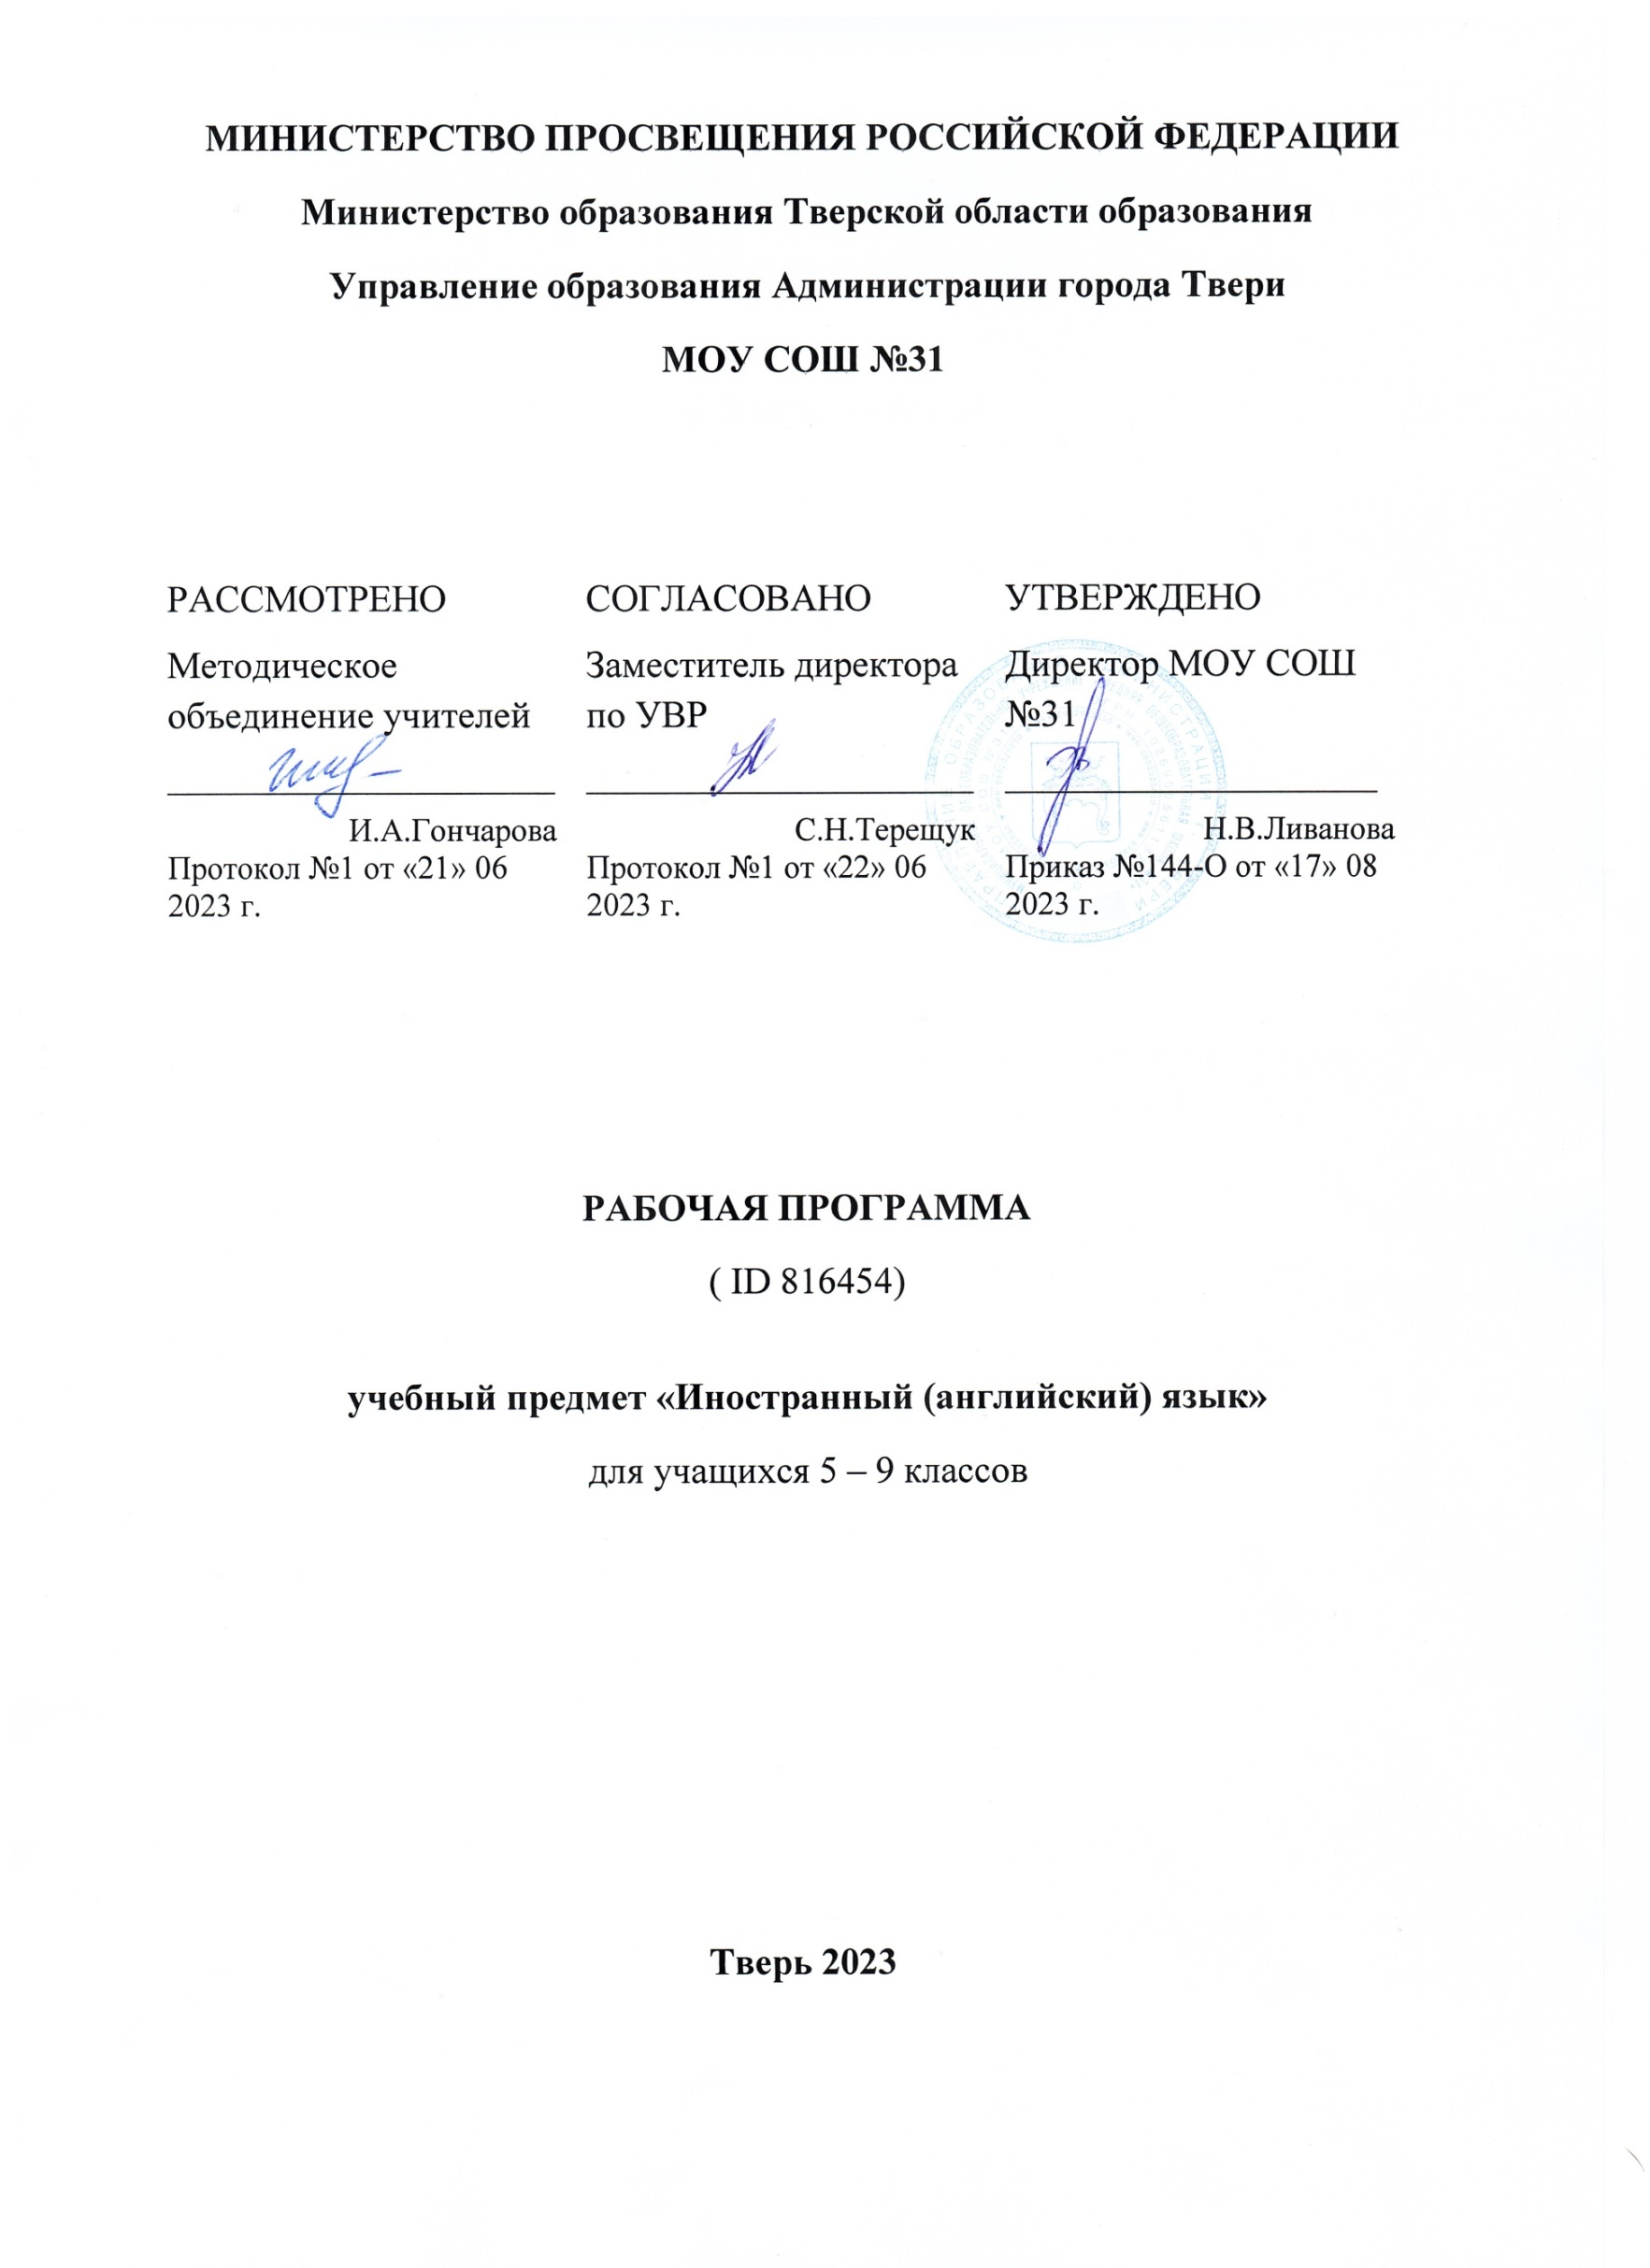 МИНИСТЕРСТВО ПРОСВЕЩЕНИЯ РОССИЙСКОЙ ФЕДЕРАЦИИ
Министерство образования Тверской области образования
Управление образования Администрации города Твери
МОУ СОШ №31
РАССМОТРЕНО
Методическое
объединение учителей
И.А.Гончарова
Протокол №1 от «21» 06
2023 г.
СОГЛАСОВАНО
Заместитель директора
по УВР
С.Н.Терещук
Протокол №1 от «22» 06
2023 г.
УТВЕРЖДЕНО
Директор МОУ СОШ
№31
Н.В.Ливанова
Приказ №144-О от «17» 08
2023 г.
РАБОЧАЯ ПРОГРАММА
( ID 816454)
учебный предмет «Иностранный (английский) язык»
для учащихся 5 – 9 классов
Тверь 2023